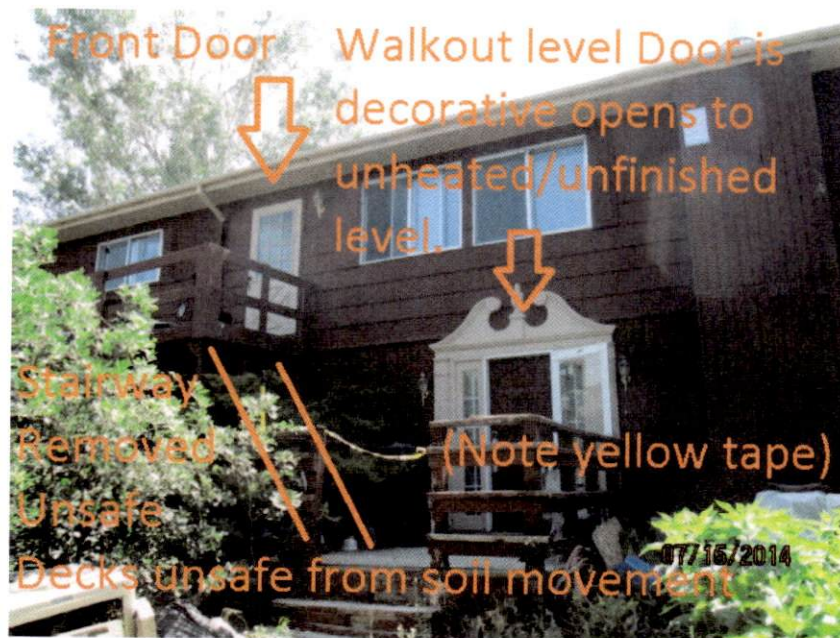 Front Door
Walkout level Door is
decorative opens to
unheated/unfinished
level.
Stairway
Removed
Unsafe
(Note yellow tape)
07/15/2014
Decks unsafe from soil movement